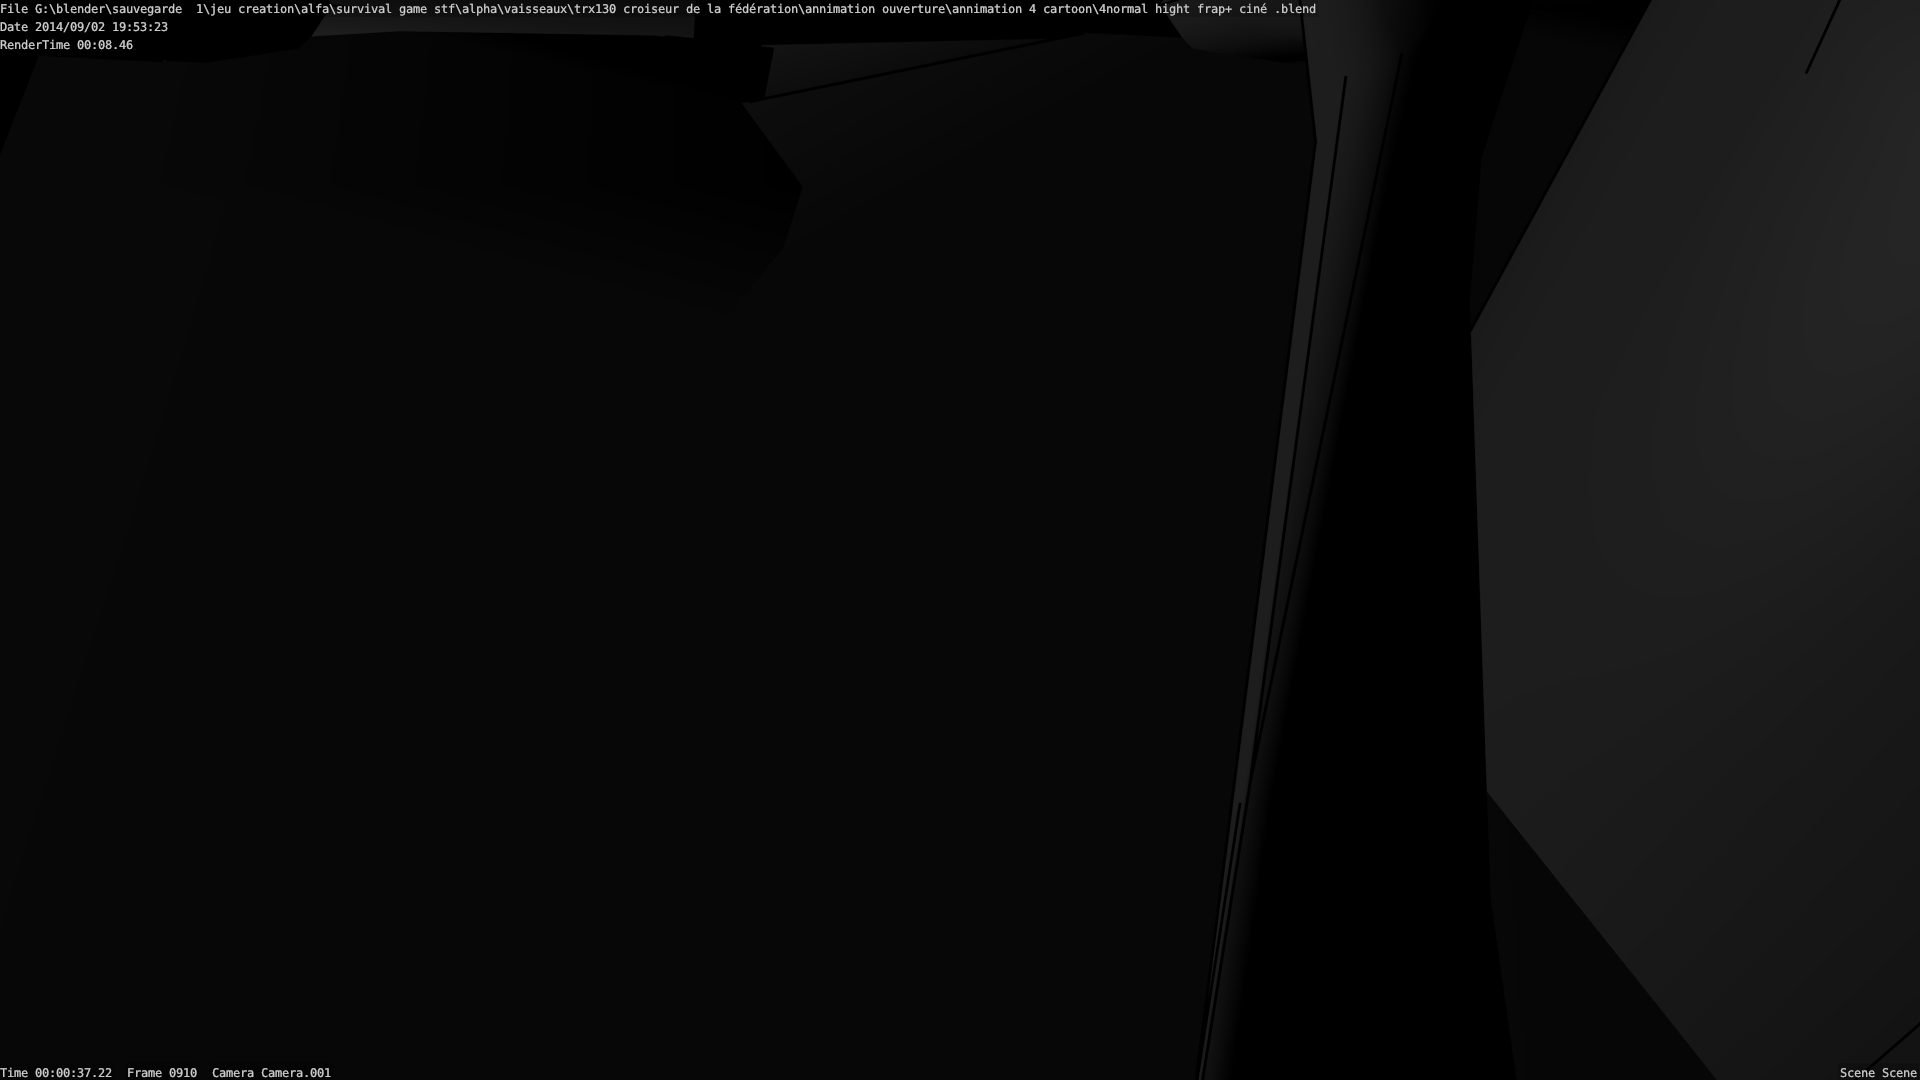 File G:\blender\sauvegarde  1\jeu creation\alfa\survival game stf\alpha\vaisseaux\trx130 croiseur de la fédération\annimation ouverture\annimation 4 cartoon\4normal hight frap+ ciné .blend
Date 2014/09/02 19:53:23
RenderTime 00:08.46
Time 00:00:37.22  Frame 0910  Camera Camera.001
Scene Scene